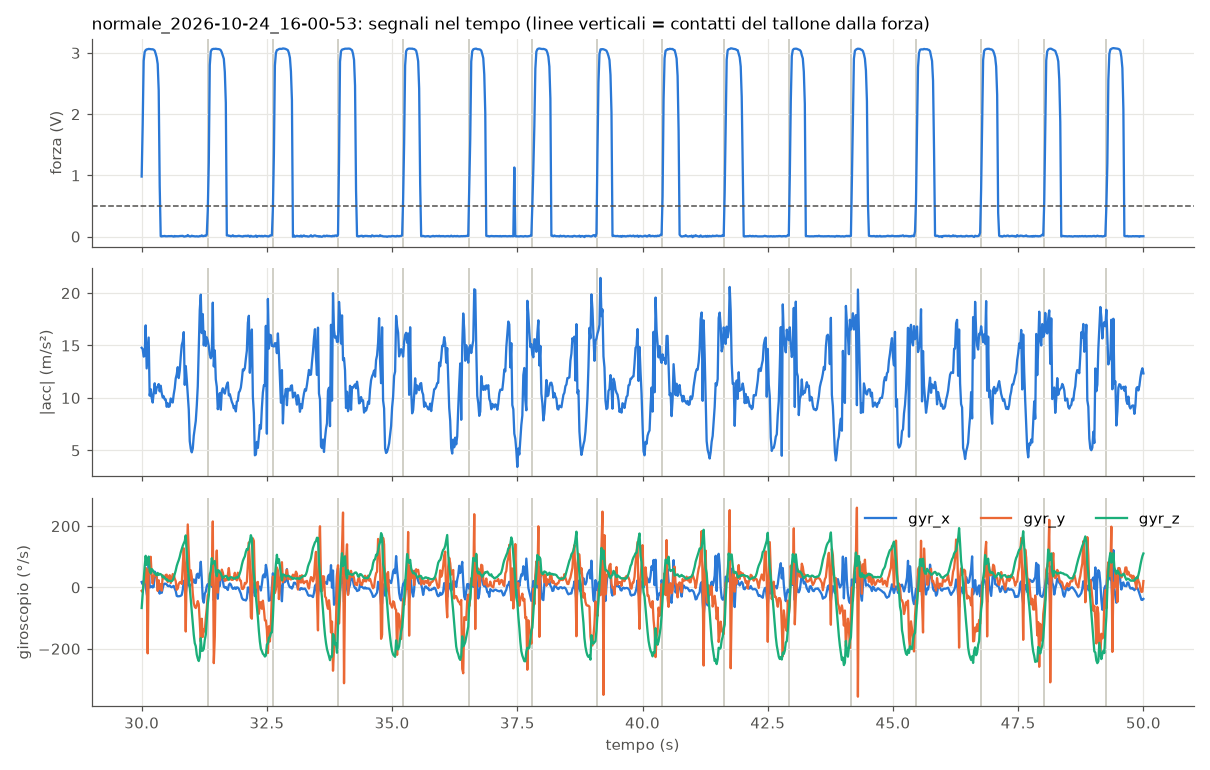 normale_2026-10-24_16-00-53: segnali nel tempo (linee verticali = contatti del tallone dalla forza)
3
2
1
0
forza (V)
20
15
10
5
|acc| (m/s²)
200
0
−200
giroscopio (°/s)
gyr_x gyr_y gyr_z
30.0 32.5 35.0 37.5 40.0 42.5 45.0 47.5 50.0
tempo (s)